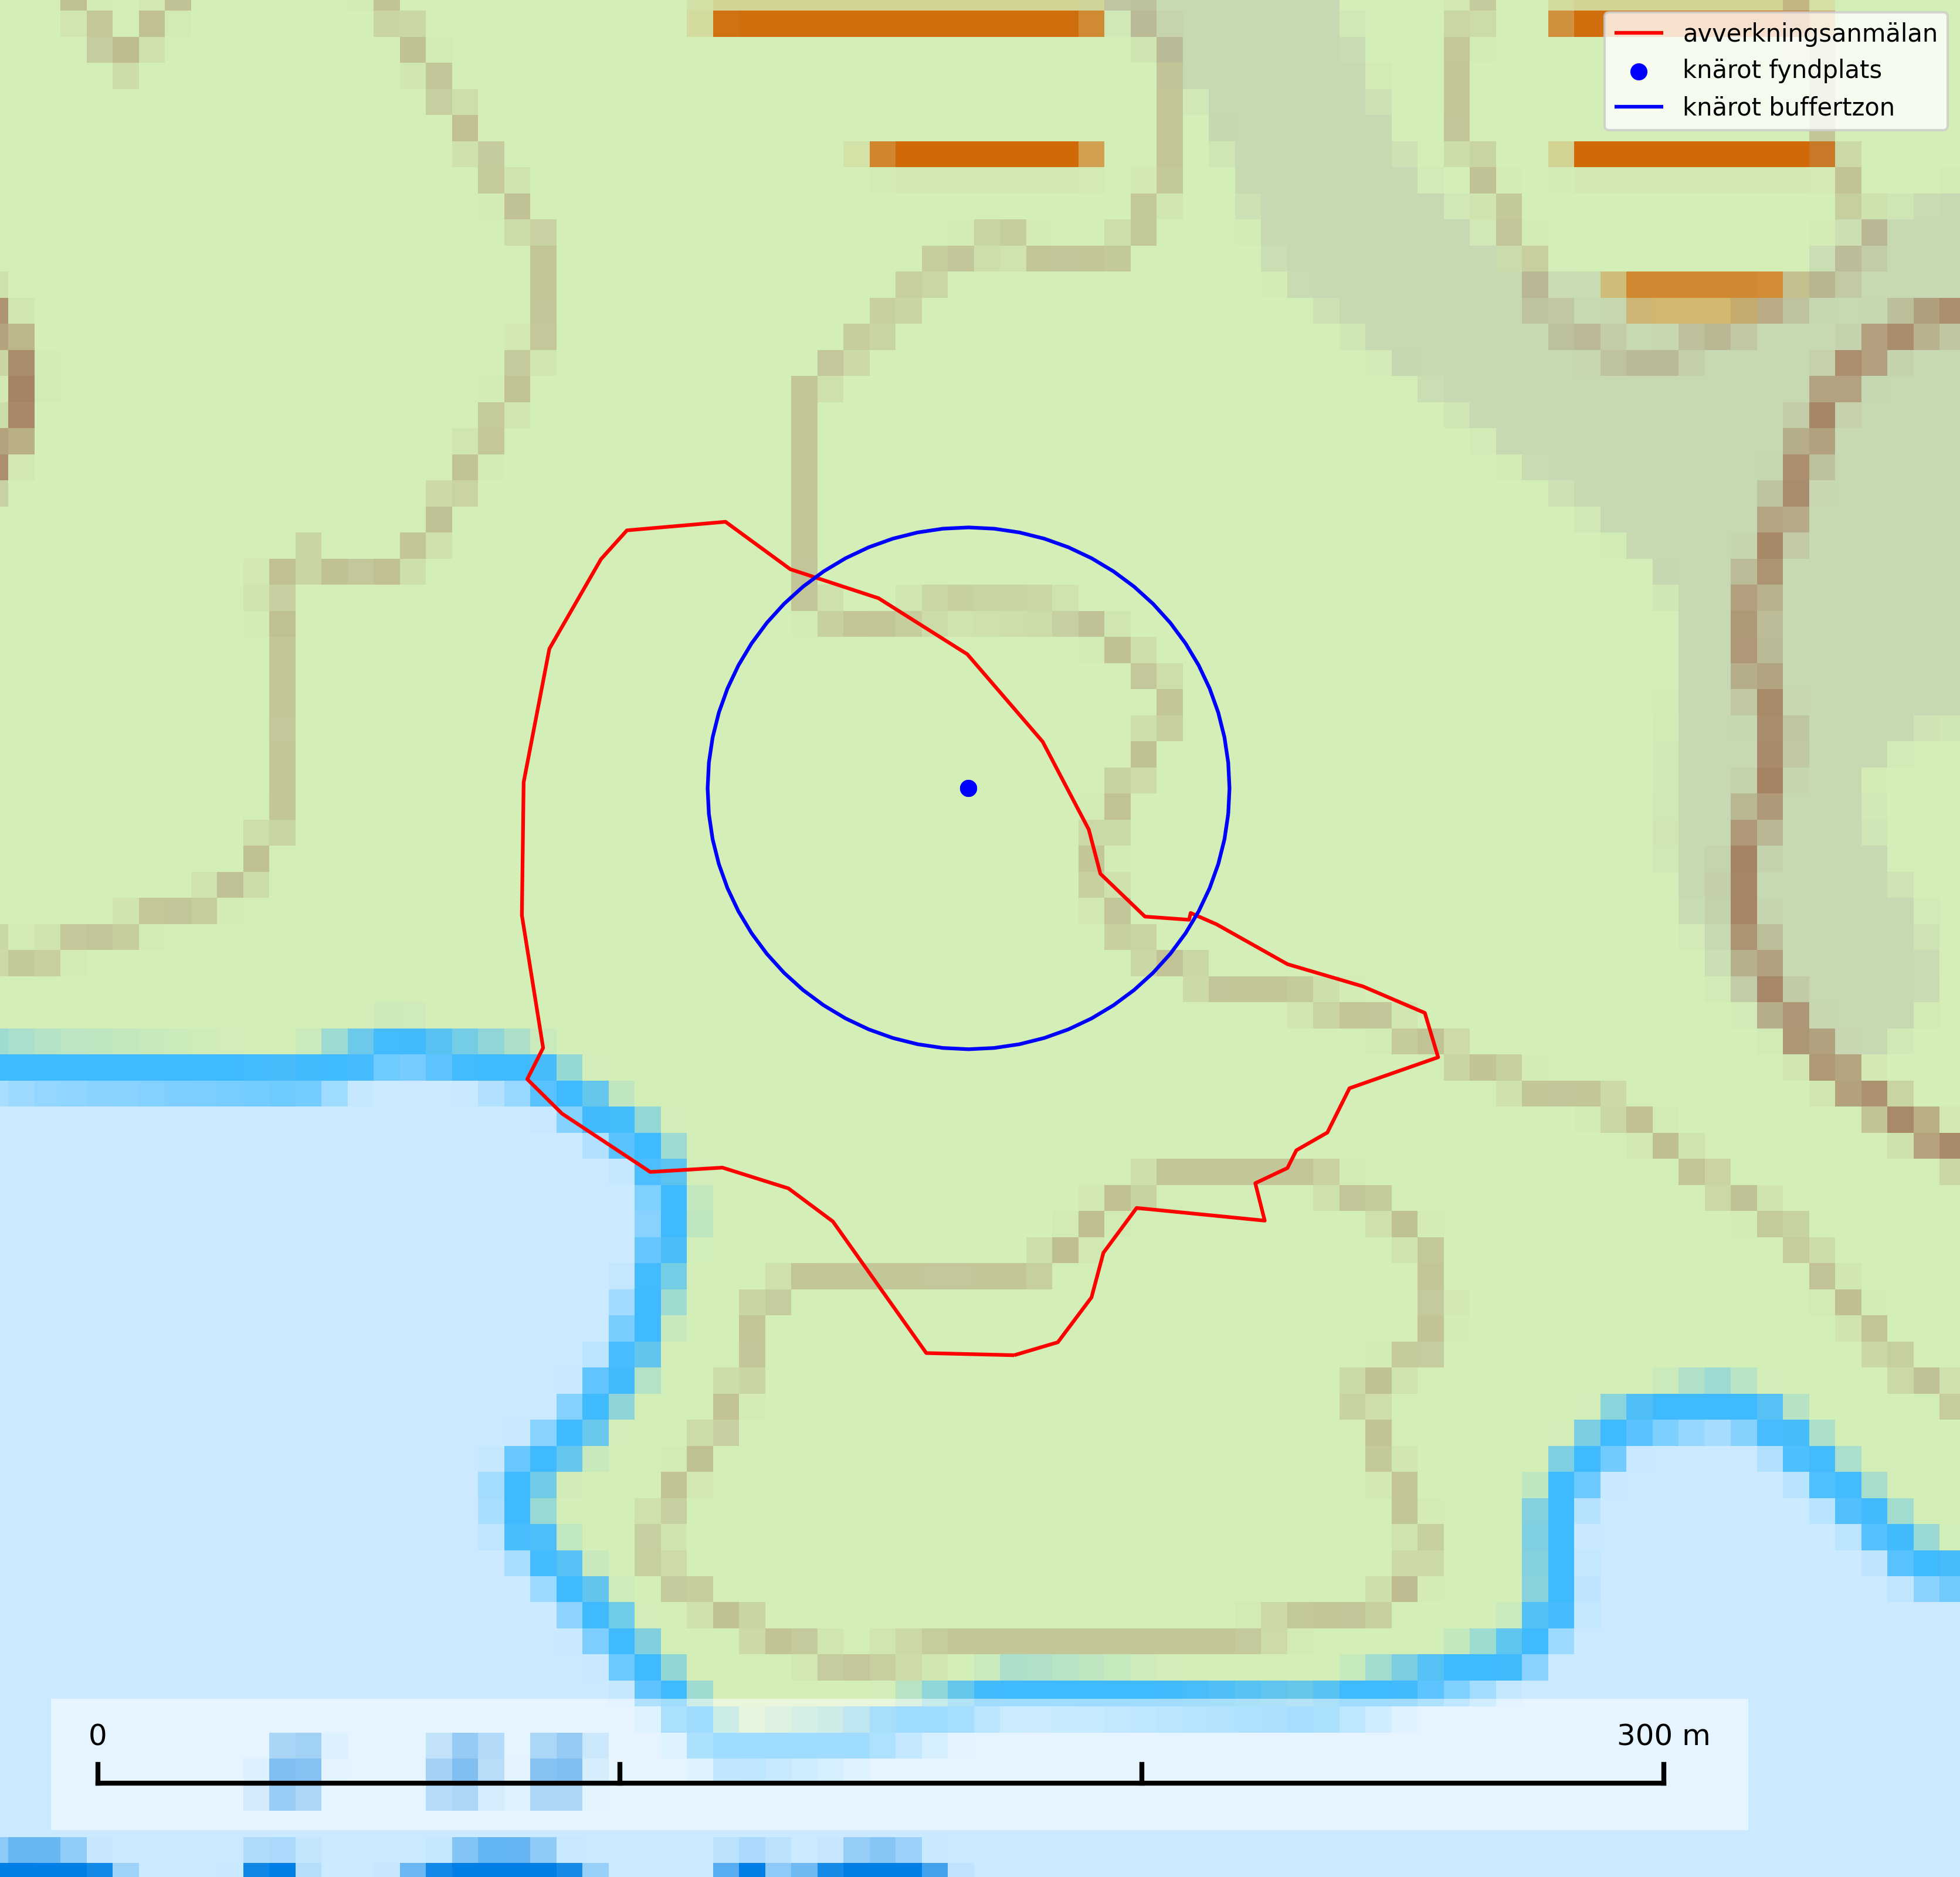 avverkningsanmälan
knärot fyndplats
knärot buffertzon
0
300 m